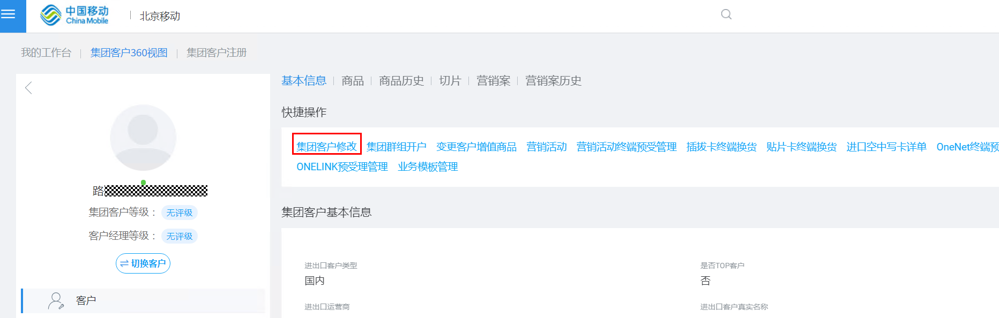 中国移动
China Mobile
北京移动
我的工作台
集团客户360视图
集团客户注册
基本信息
商品
商品历史
切片
营销案
营销案历史
快捷操作
集团客户修改 集团群组开户 变更客户增值商品 营销活动 营销活动终端预受管理 插拔卡终端换货 贴片卡终端换货 进口空中写卡详单 OneNet终端预
ONELINK预受理管理 业务模板管理
路
集团客户等级： 无评级
客户经理等级： 无评级
切换客户
客户
集团客户基本信息
进出口客户类型
国内
是否TOP客户
否
进出口运营商
进出口客户真实名称